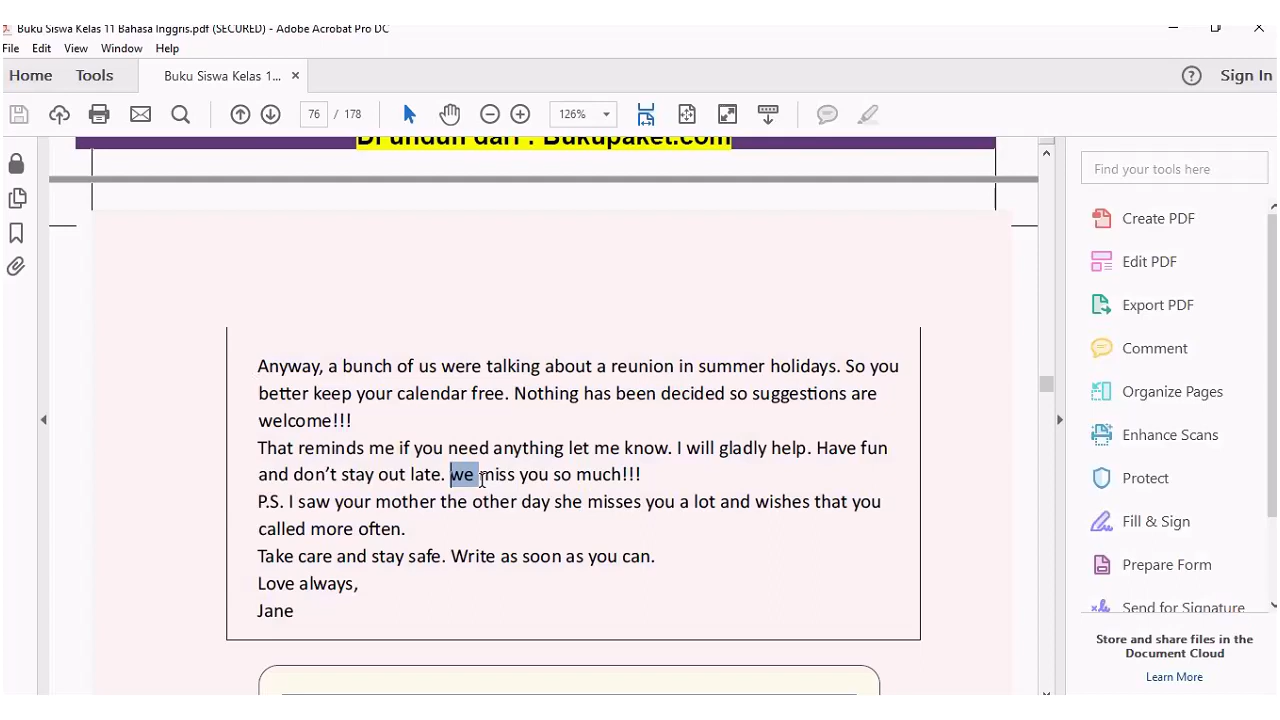 Buku Siswa Kelas 11 Bahasa Inggris.pdf (SECURED) - Adobe Acrobat Pro DC
File Edit View Window Help
Home Tools Buku Siswa Kelas 1... × Sign In
76 / 178 126%
Di unduh dari : Bukupaket.com
Anyway, a bunch of us were talking about a reunion in summer holidays. So you
better keep your calendar free. Nothing has been decided so suggestions are
welcome!!!
That reminds me if you need anything let me know. I will gladly help. Have fun
and don’t stay out late. we miss you so much!!!
P.S. I saw your mother the other day she misses you a lot and wishes that you
called more often.
Take care and stay safe. Write as soon as you can.
Love always,
Jane
Find your tools here
Create PDF
Edit PDF
Export PDF
Comment
Organize Pages
Enhance Scans
Protect
Fill & Sign
Prepare Form
Send for Signature
Store and share files in the
Document Cloud
Learn More